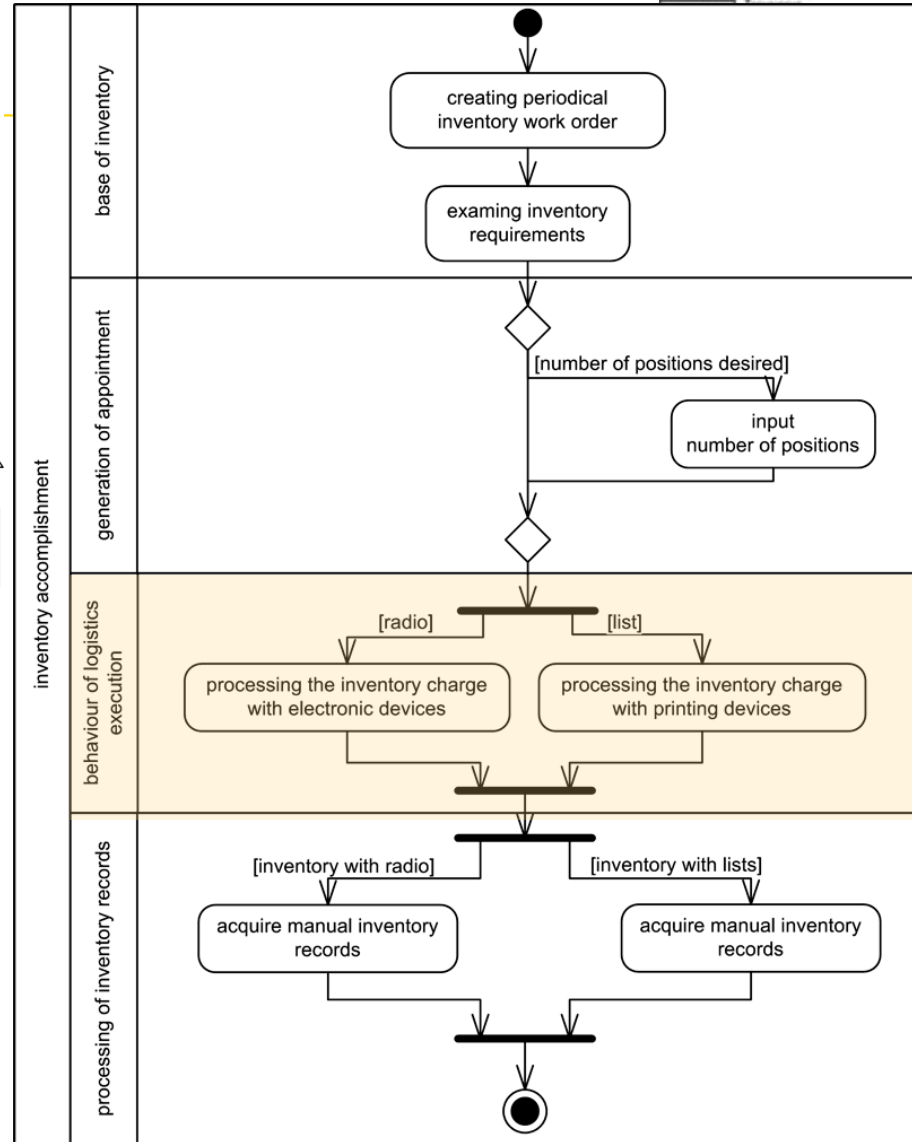 inventory accomplishment
base of inventory
creating periodical
inventory work order
examing inventory
requirements
generation of appointment
[number of positions desired]
input
number of positions
behaviour of logistics
execution
[radio]
[list]
processing the inventory charge
with electronic devices
processing the inventory charge
with printing devices
processing of inventory records
[inventory with radio]
[inventory with lists]
acquire manual inventory
records
acquire manual inventory
records